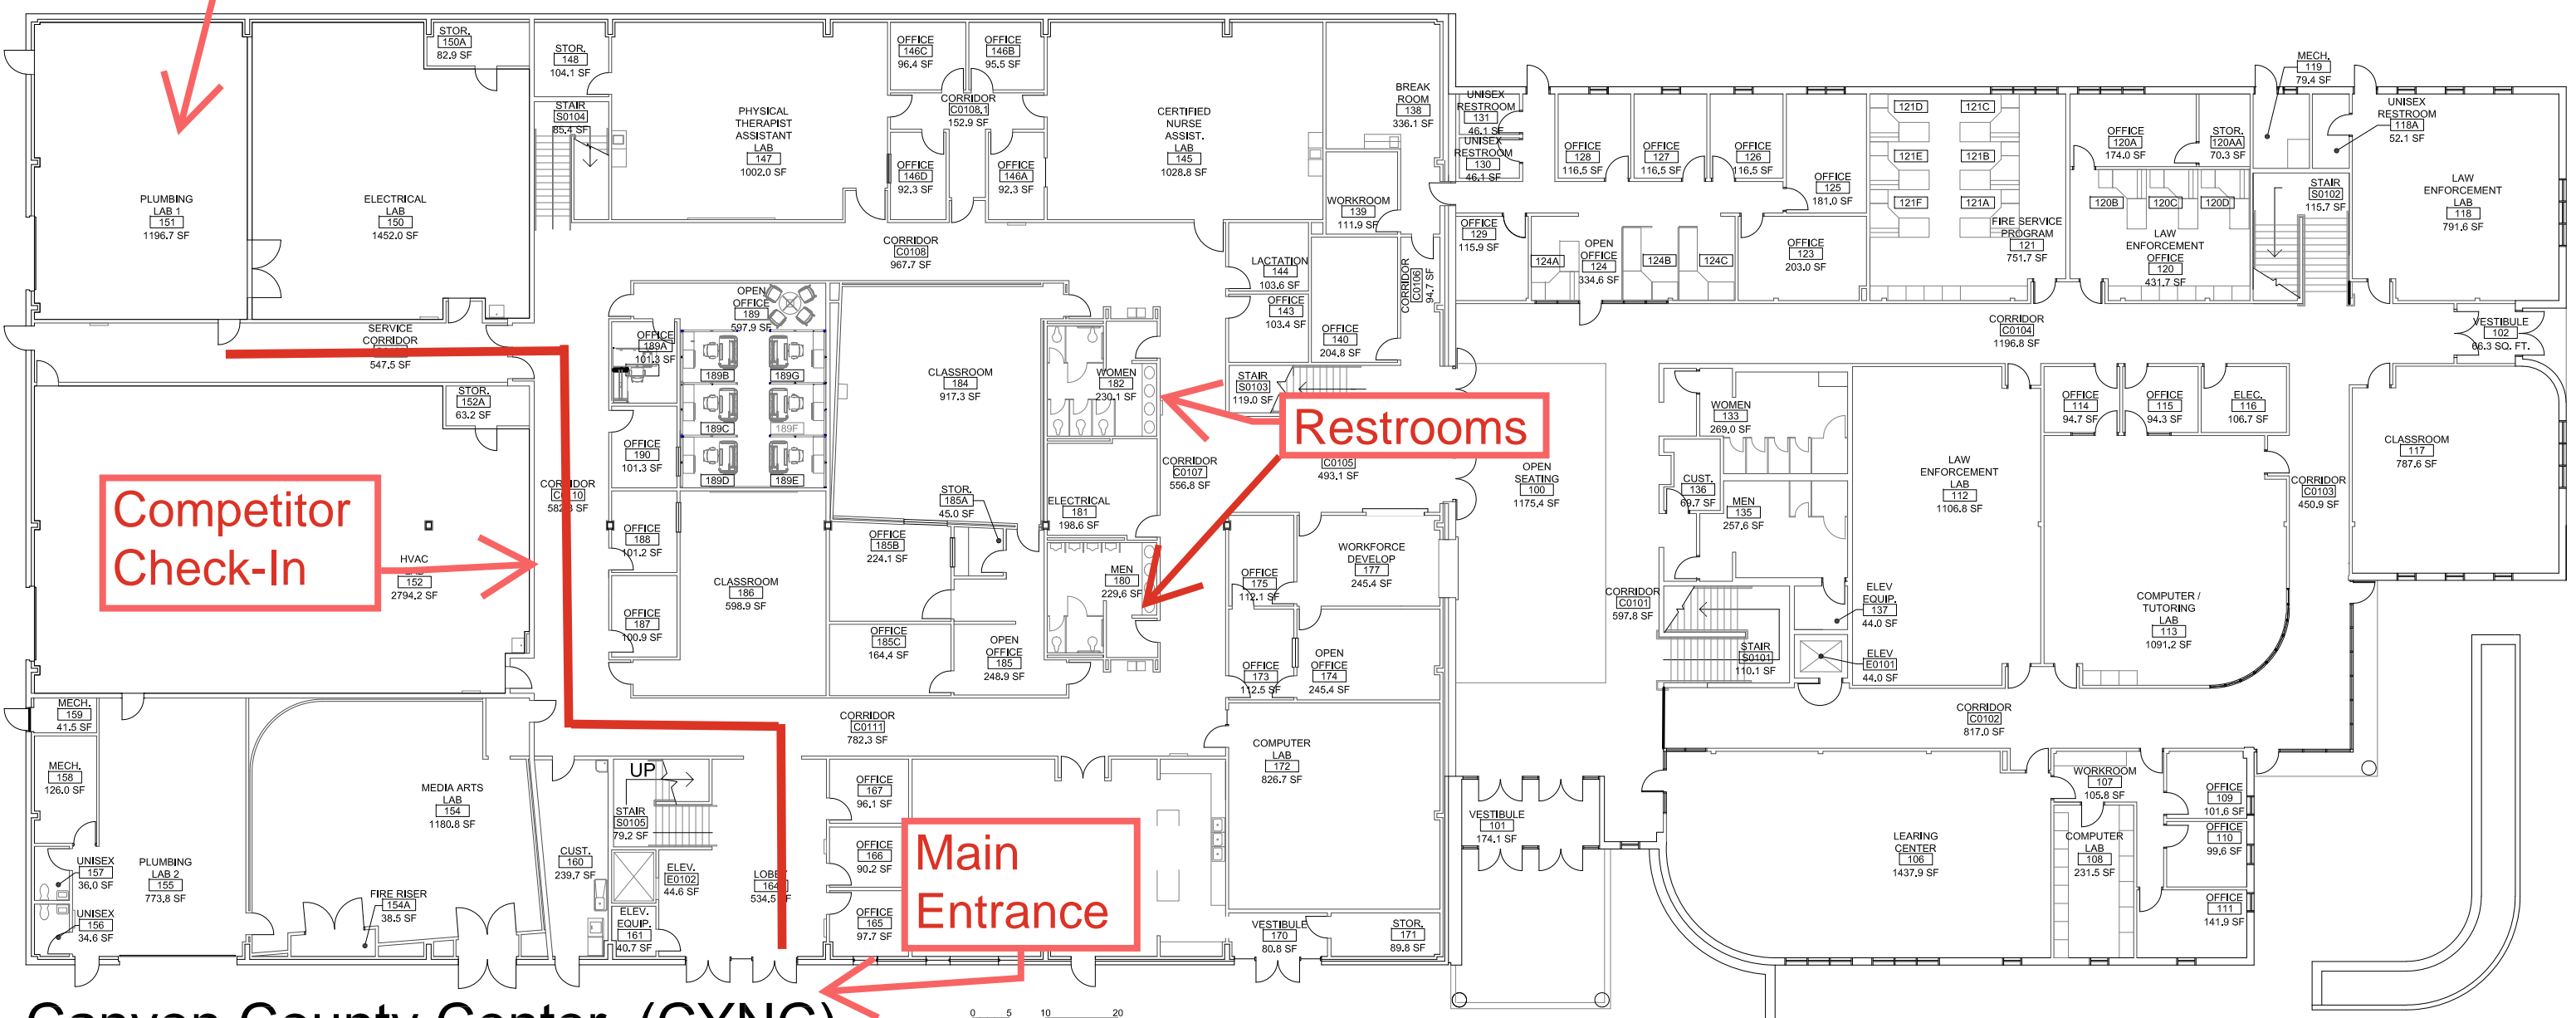 PLUMBING
LAB 1
151
1196.7 SF
ELECTRICAL
LAB
150
1452.0 SF
STOR.
150A
82.9 SF
STOR.
148
104.1 SF
STAIR
S0104
85.4 SF
PHYSICAL
THERAPIST
ASSISTANT
LAB
147
1002.0 SF
OFFICE
146C
96.4 SF
OFFICE
146B
95.5 SF
CORRIDOR
C0108.1
152.9 SF
OFFICE
146D
92.3 SF
OFFICE
146A
92.3 SF
CERTIFIED
NURSE
ASSIST.
LAB
145
1028.8 SF
BREAK
ROOM
138
336.1 SF
WORKROOM
139
111.9 SF
UNISEX
RESTROOM
131
46.1 SF
UNISEX
RESTROOM
130
46.1 SF
OFFICE
128
116.5 SF
OFFICE
127
116.5 SF
OFFICE
126
116.5 SF
OFFICE
125
181.0 SF
OFFICE
129
115.9 SF
124A
OPEN
OFFICE
124
334.6 SF
124B
124C
OFFICE
123
203.0 SF
121D
121C
121E
121B
121F
121A
FIRE SERVICE
PROGRAM
121
751.7 SF
OFFICE
120A
174.0 SF
STOR.
120AA
70.3 SF
120B
120C
120D
LAW
ENFORCEMENT
OFFICE
120
431.7 SF
MECH.
119
79.4 SF
UNISEX
RESTROOM
118A
52.1 SF
STAIR
S0102
115.7 SF
LAW
ENFORCEMENT
LAB
118
791.6 SF
CORRIDOR
C0108
967.7 SF
LACTATION
144
103.6 SF
OFFICE
143
103.4 SF
OFFICE
140
204.8 SF
CORRIDOR
C0106
94.7 SF
CORRIDOR
C0104
1196.8 SF
VESTIBULE
102
66.3 SQ. FT.
SERVICE
CORRIDOR
547.5 SF
OPEN
OFFICE
189
597.9 SF
OFFICE
189A
101.3 SF
189B
189G
189C
189F
189D
189E
CLASSROOM
184
917.3 SF
WOMEN
182
230.1 SF
STAIR
S0103
119.0 SF
Restrooms
STOR.
152A
63.2 SF
OFFICE
190
101.3 SF
CORRIDOR
Competitor
Check-In
HVAC
152
2794.2 SF
OFFICE
188
101.2 SF
OFFICE
187
100.9 SF
CLASSROOM
186
598.9 SF
STOR.
185A
45.0 SF
OFFICE
185B
224.1 SF
OFFICE
185C
164.4 SF
OPEN
OFFICE
185
248.9 SF
ELECTRICAL
181
198.6 SF
MEN
180
229.6 SF
CORRIDOR
C0107
556.8 SF
C0105
493.1 SF
OFFICE
175
112.1 SF
WORKFORCE
DEVELOP
177
245.4 SF
OFFICE
173
112.5 SF
OPEN
OFFICE
174
245.4 SF
OPEN
SEATING
100
1175.4 SF
WOMEN
133
269.0 SF
CUST.
136
69.7 SF
MEN
135
257.6 SF
CORRIDOR
C0101
597.8 SF
STAIR
S0101
110.1 SF
ELEV
EQUIP.
137
44.0 SF
ELEV
E0101
44.0 SF
LAW
ENFORCEMENT
LAB
112
1106.8 SF
OFFICE
114
94.7 SF
OFFICE
115
94.3 SF
ELEC.
116
106.7 SF
COMPUTER /
TUTORING
LAB
113
1091.2 SF
CORRIDOR
C0103
450.9 SF
CLASSROOM
117
787.6 SF
CORRIDOR
C0102
817.0 SF
MECH.
159
41.5 SF
MECH.
158
126.0 SF
UNISEX
157
36.0 SF
UNISEX
156
34.6 SF
PLUMBING
LAB 2
155
773.8 SF
FIRE RISER
154A
38.5 SF
MEDIA ARTS
LAB
154
1180.8 SF
CUST.
160
239.7 SF
UP
STAIR
S0105
79.2 SF
ELEV.
E0102
44.6 SF
ELEV.
EQUIP.
161
40.7 SF
LOBBY
164
534.5 SF
CORRIDOR
C0111
782.3 SF
OFFICE
167
96.1 SF
OFFICE
166
90.2 SF
OFFICE
165
97.7 SF
Main
Entrance
COMPUTER
LAB
172
826.7 SF
VESTIBULE
170
80.8 SF
STOR.
171
89.8 SF
VESTIBULE
101
174.1 SF
LEARING
CENTER
106
1437.9 SF
WORKROOM
107
105.8 SF
COMPUTER
LAB
108
231.5 SF
OFFICE
109
101.6 SF
OFFICE
110
99.6 SF
OFFICE
111
141.9 SF
Canyon County Center (CYNC)
0 5 10 20